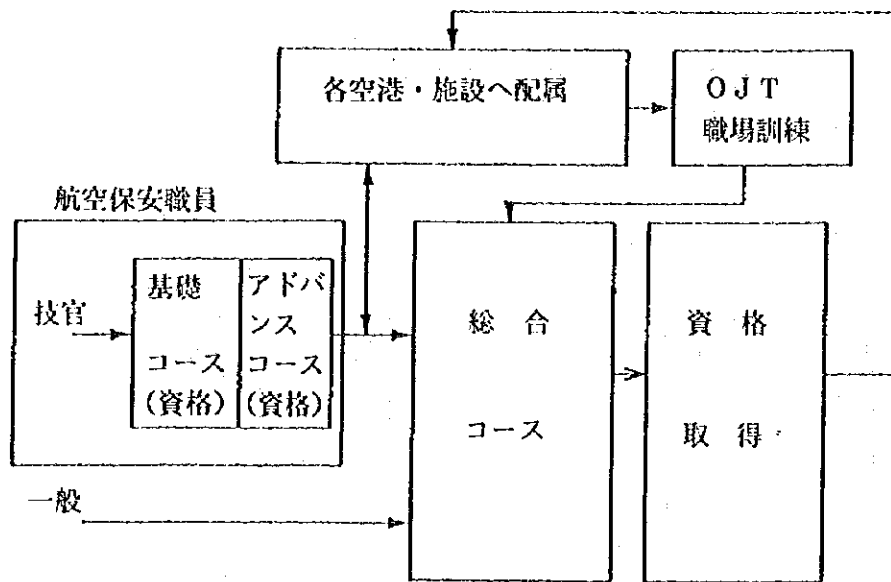 各空港・施設へ配属
OJT
職場訓練
航空保安職員
技官
基礎
コース
(資格)
アドバ
ンス
コース
(資格)
総合
コース
資格
取得
一般